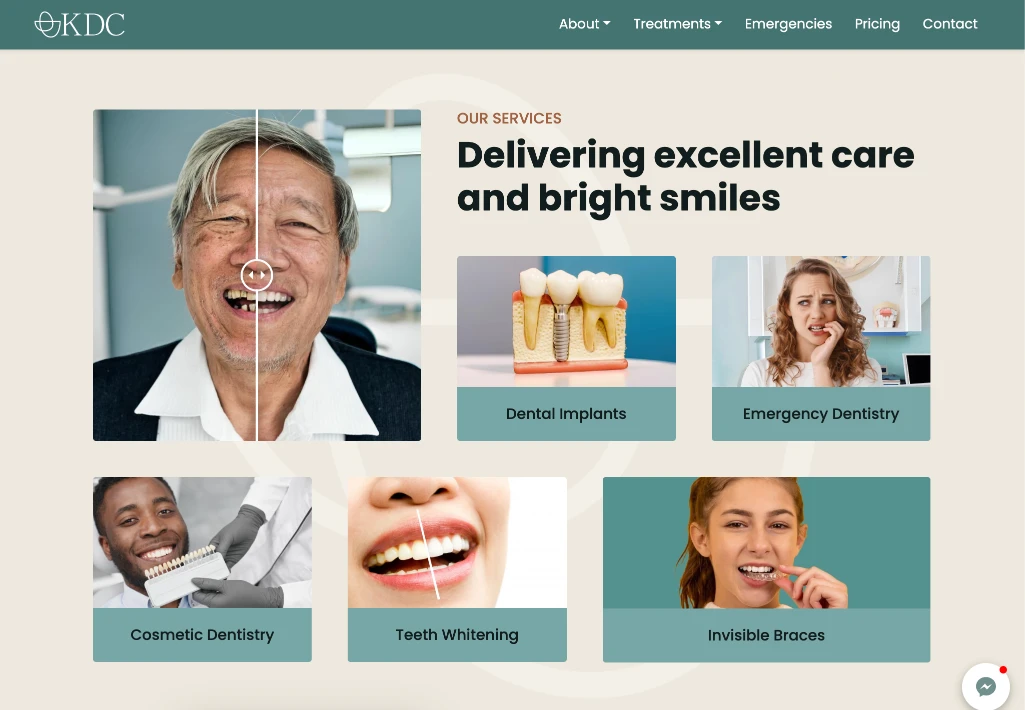 KDC
About
Treatments
Emergencies
Pricing
Contact
OUR SERVICES
Delivering excellent care
and bright smiles
Dental Implants
Emergency Dentistry
Cosmetic Dentistry
Teeth Whitening
Invisible Braces